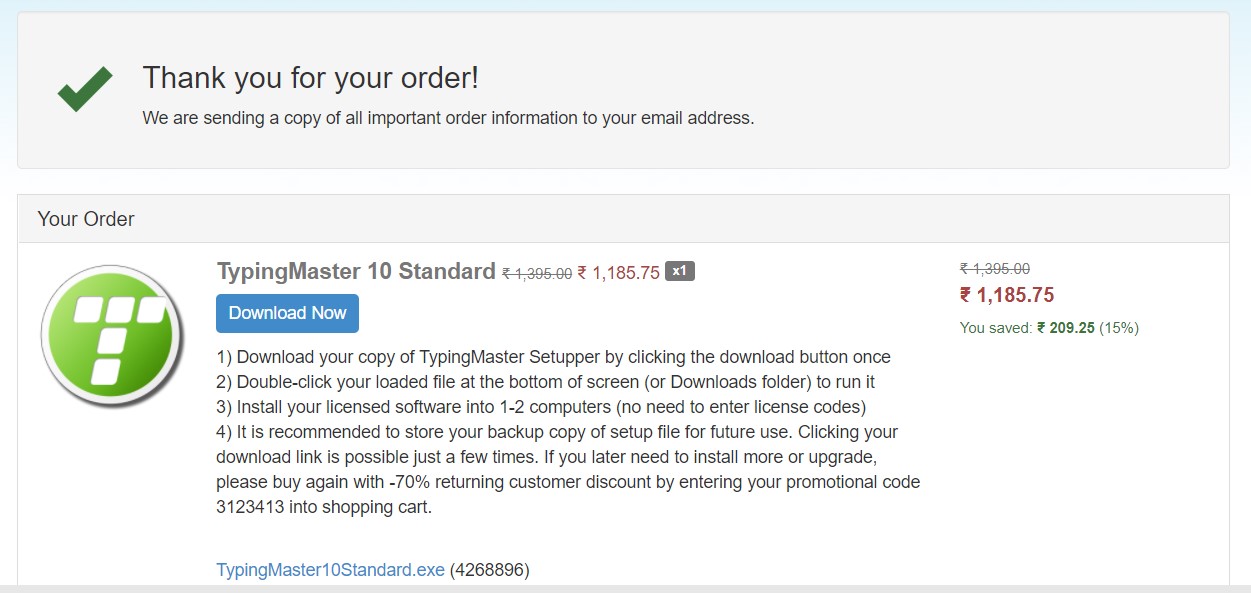 Thank you for your order!
We are sending a copy of all important order information to your email address.
Your Order
TypingMaster 10 Standard ₹ 1,395.00 ₹ 1,185.75 x1
₹ 1,395.00
₹ 1,185.75
You saved: ₹ 209.25 (15%)
Download Now
1) Download your copy of TypingMaster Setupper by clicking the download button once
2) Double-click your loaded file at the bottom of screen (or Downloads folder) to run it
3) Install your licensed software into 1-2 computers (no need to enter license codes)
4) It is recommended to store your backup copy of setup file for future use. Clicking your
download link is possible just a few times. If you later need to install more or upgrade,
please buy again with -70% returning customer discount by entering your promotional code
3123413 into shopping cart.
TypingMaster10Standard.exe (4268896)